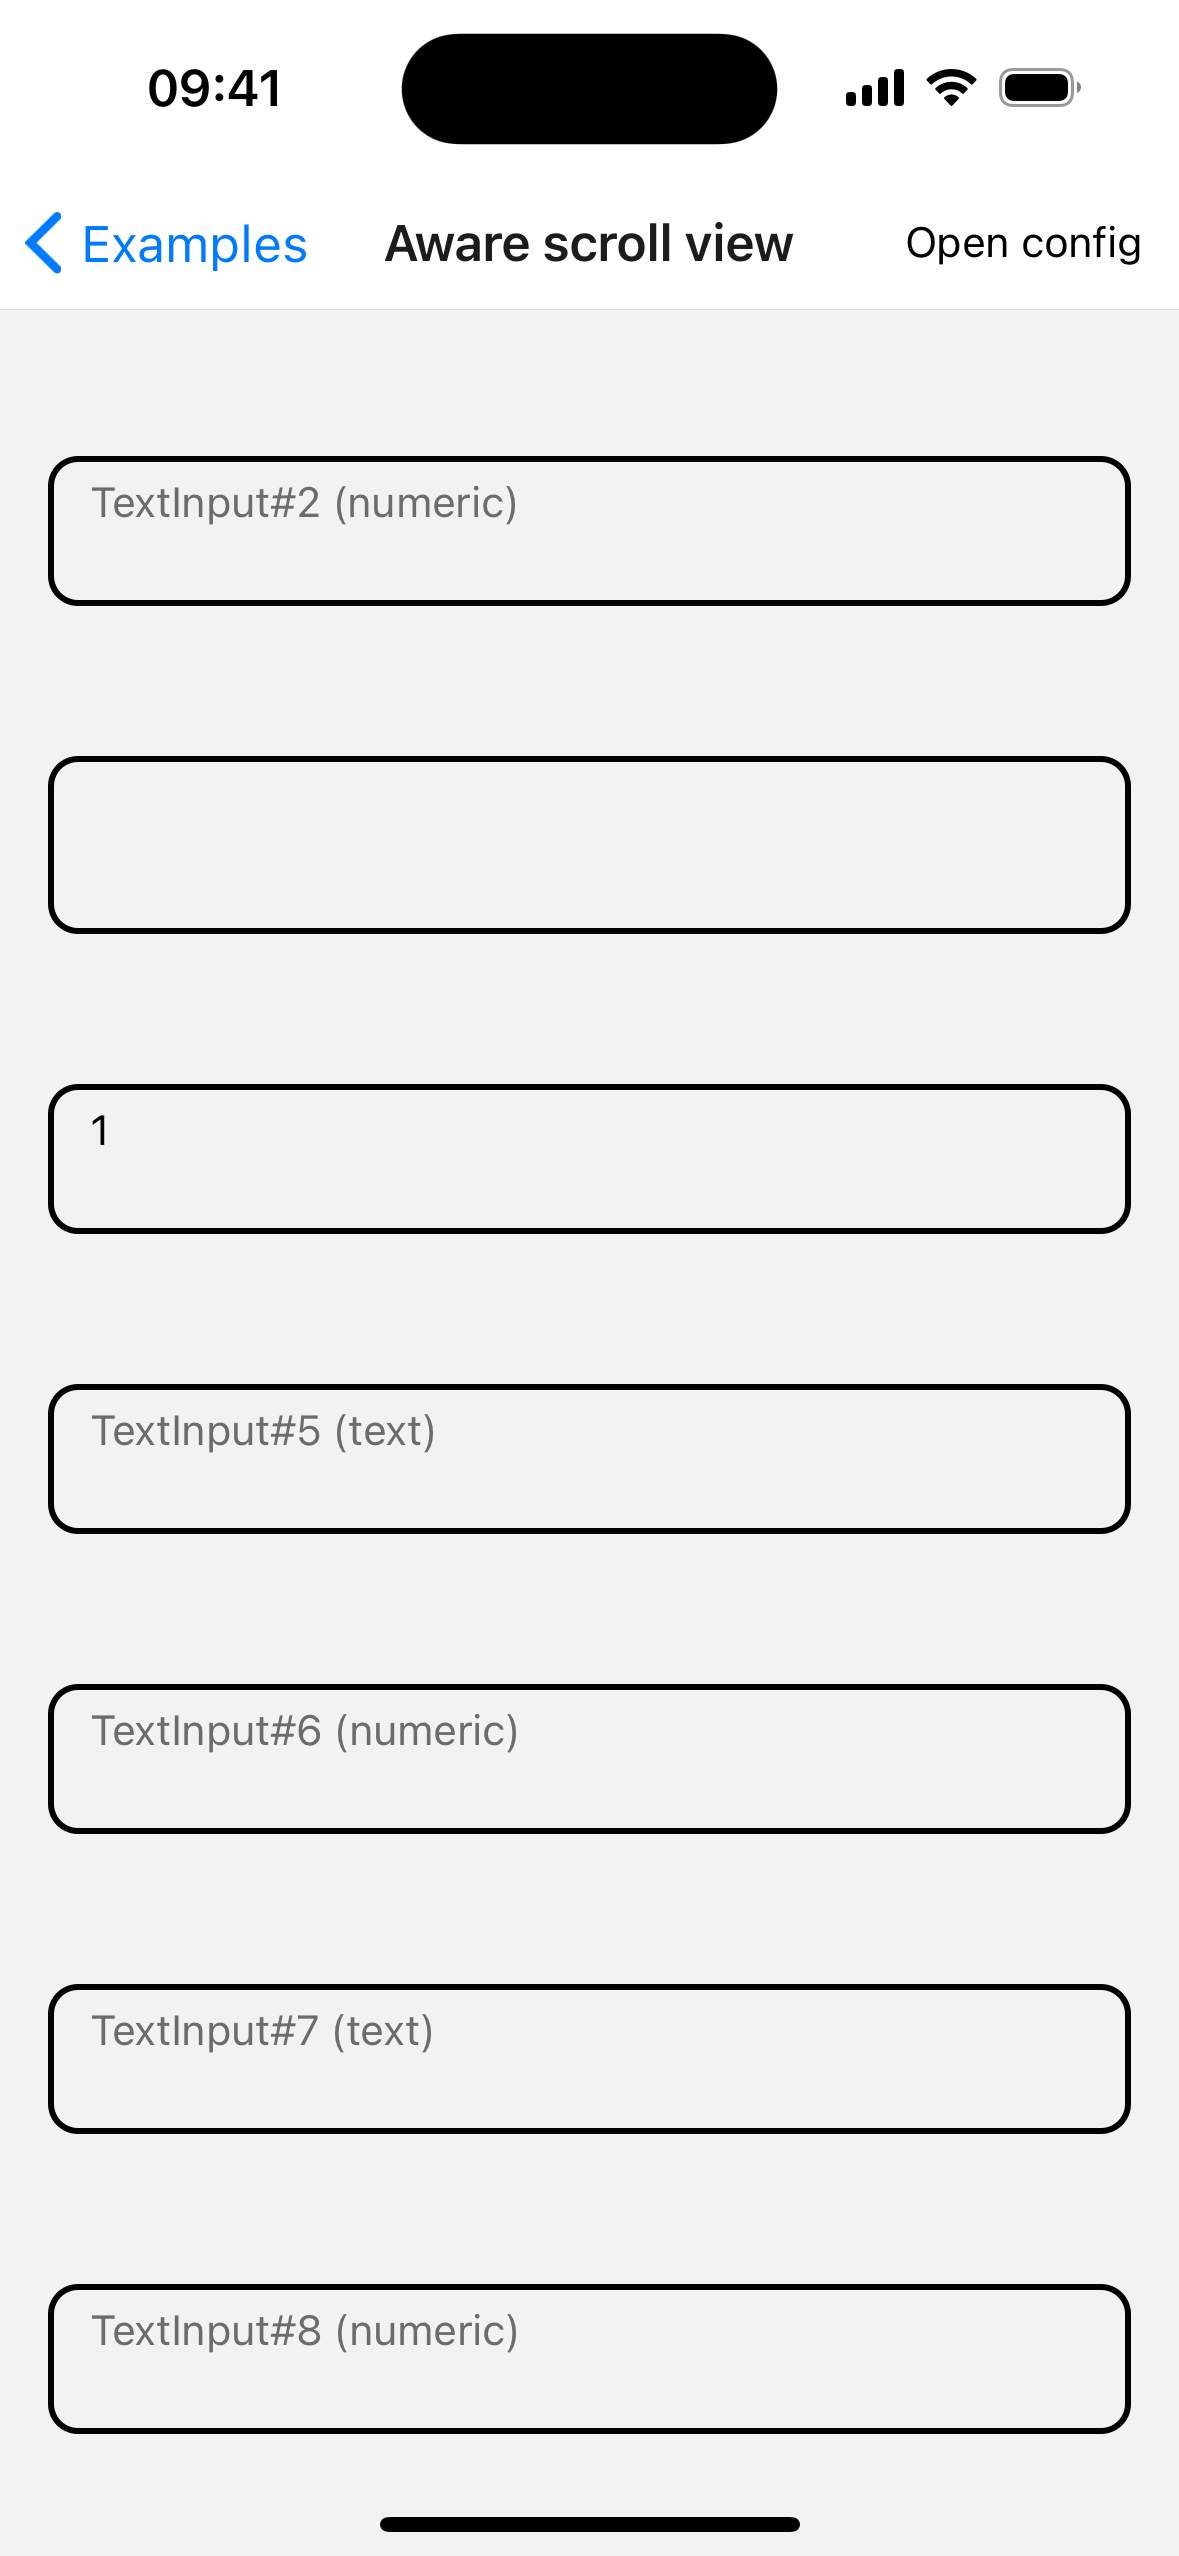 09:41
Examples
Aware scroll view
Open config
TextInput#2 (numeric)
1
TextInput#5 (text)
TextInput#6 (numeric)
TextInput#7 (text)
TextInput#8 (numeric)